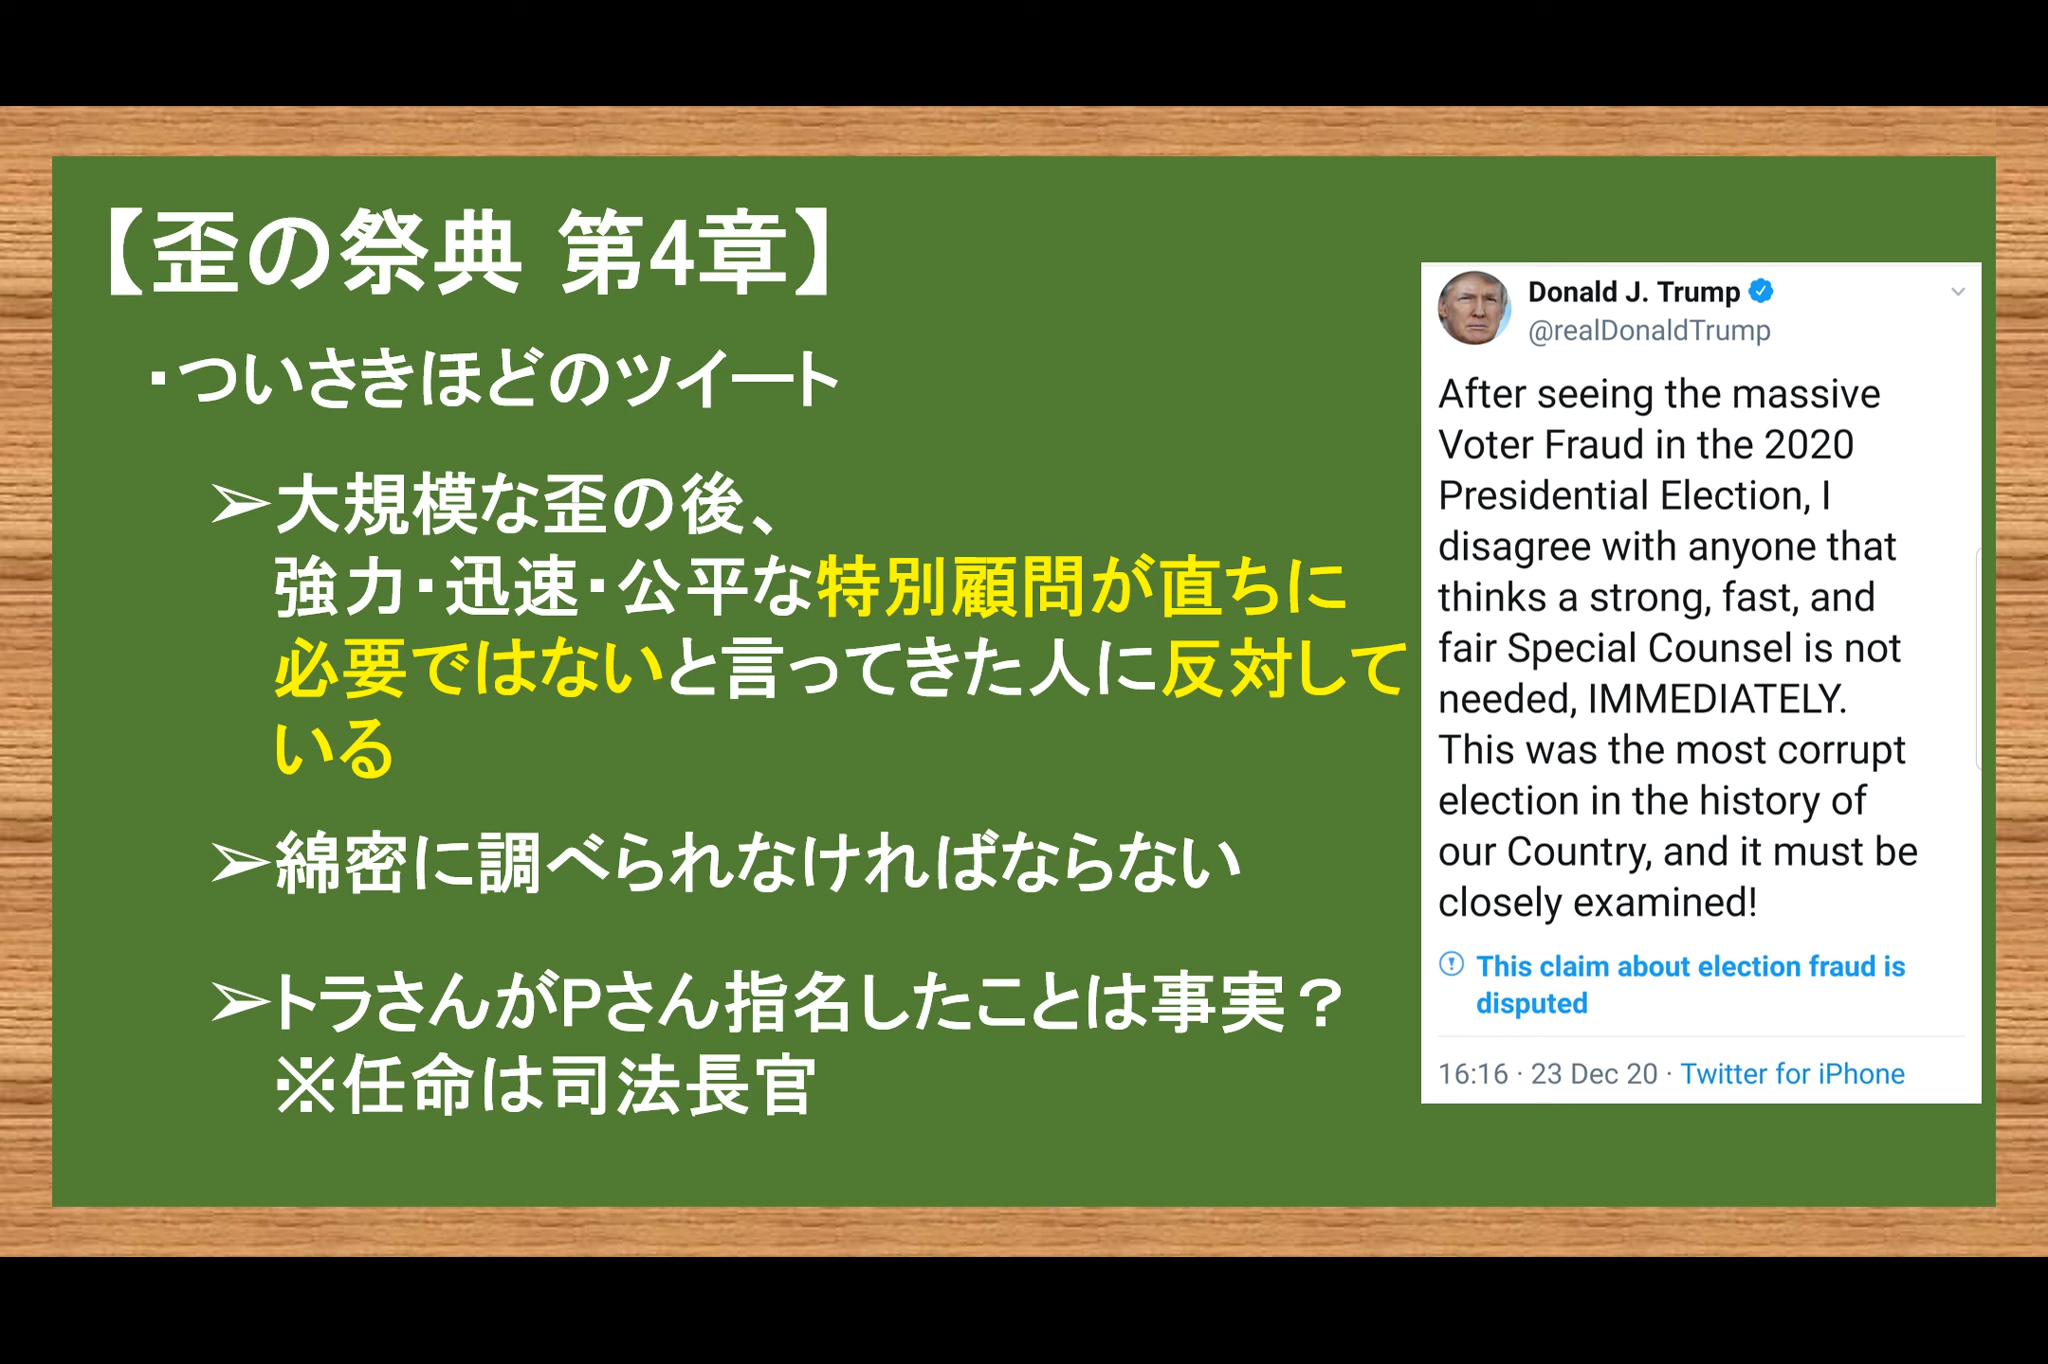 【歪の祭典 第4章】
・ついさきほどのツイート
➢大規模な歪の後、
強力・迅速・公平な特別顧問が直ちに
必要ではないと言ってきた人に反対して
いる
➢綿密に調べられなければならない
➢トラさんがPさん指名したことは事実？
※任命は司法長官
Donald J. Trump
@realDonaldTrump
After seeing the massive
Voter Fraud in the 2020
Presidential Election, I
disagree with anyone that
thinks a strong, fast, and
fair Special Counsel is not
needed, IMMEDIATELY.
This was the most corrupt
election in the history of
our Country, and it must be
closely examined!
This claim about election fraud is
disputed
16:16 · 23 Dec 20 · Twitter for iPhone